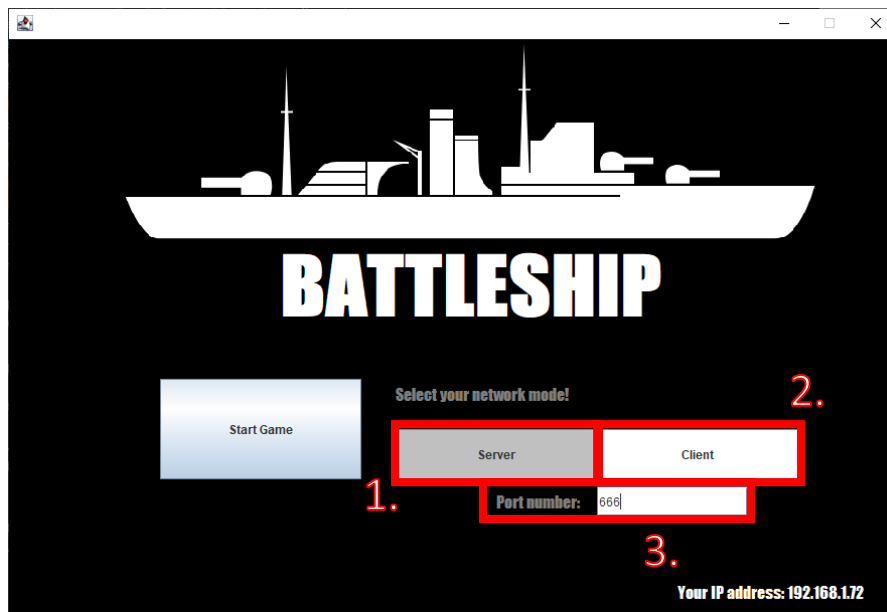 BATTLESHIP
Select your network mode!
2.
Start Game
Server
Client
1.
Port number: 666
3.
Your IP address: 192.168.1.72